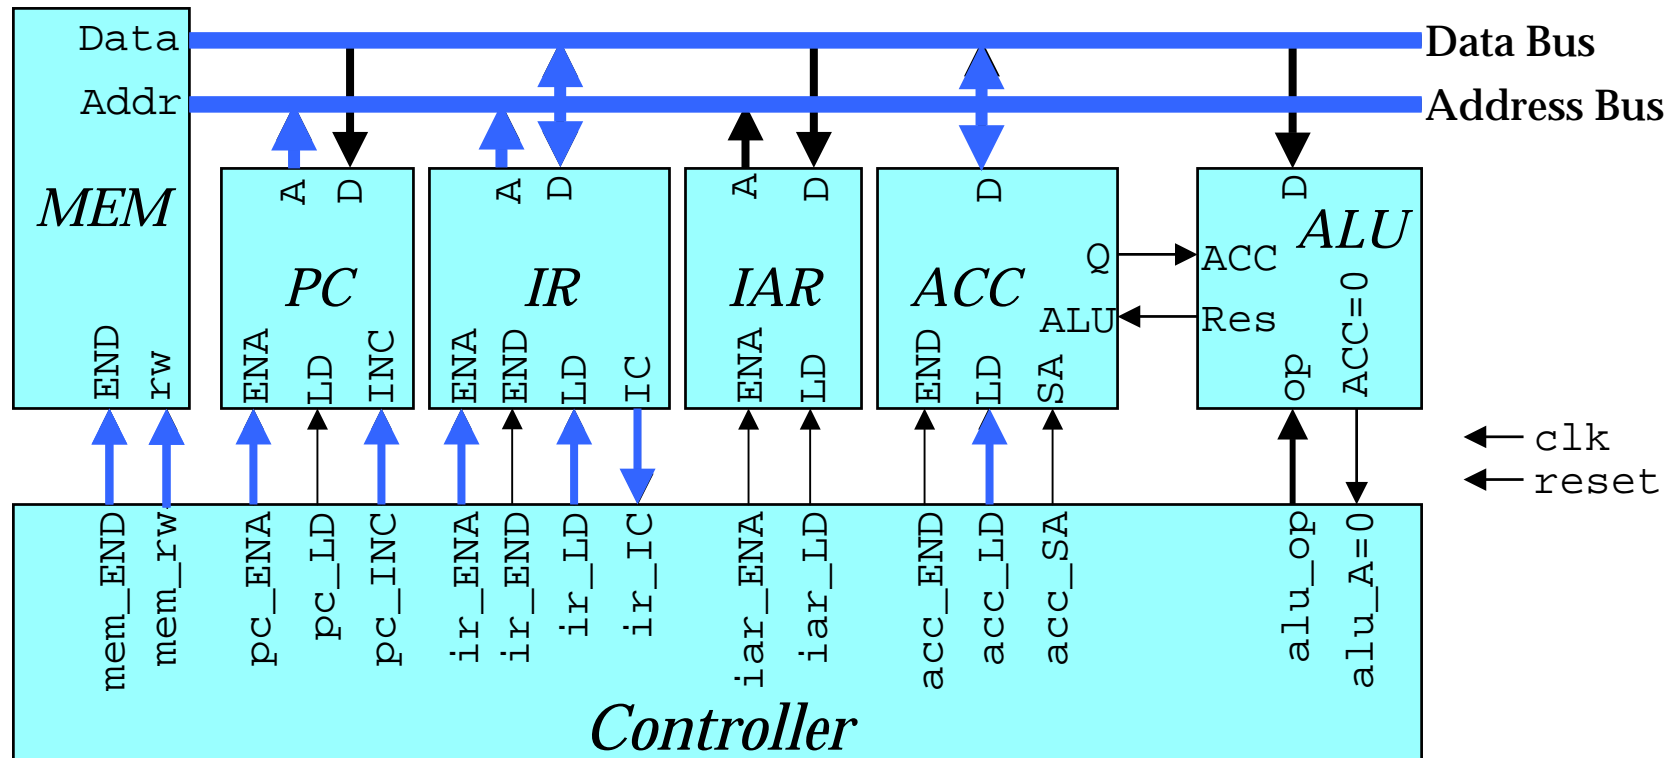 Data
Data Bus
Addr
Address Bus
MEM
END
rw
A
D
PC
ENA
LD
INC
A
D
IR
ENA
END
LD
IC
A
D
IAR
ENA
LD
D
ACC
Q
ALU
END
LD
SA
D
ALU
ACC
Res
op
ACC=0
clk
reset
mem_END
mem_rw
pc_ENA
pc_LD
pc_INC
ir_ENA
ir_END
ir_LD
ir_IC
iar_ENA
iar_LD
acc_END
acc_LD
acc_SA
alu_op
alu_A=0
Controller